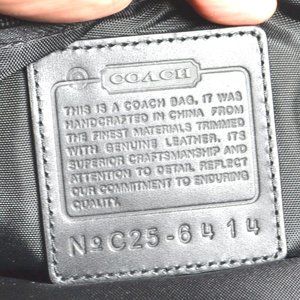 COACH
THIS IS A COACH BAG. IT WAS
HANDCRAFTED IN CHINA FROM
THE FINEST MATERIALS TRIMMED
WITH GENUINE LEATHER. ITS
SUPERIOR CRAFTSMANSHIP AND
ATTENTION TO DETAIL REFLECT
OUR COMMITMENT TO ENDURING
QUALITY.
NºC25-6414